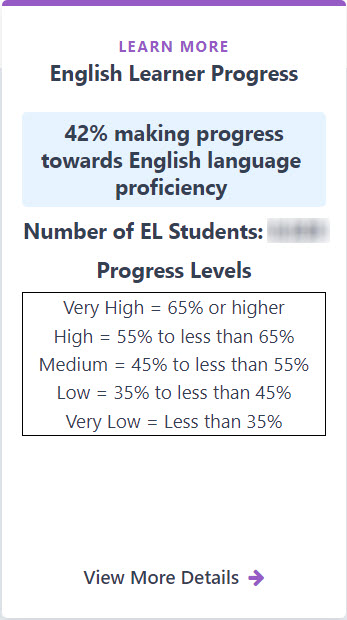 LEARN MORE
English Learner Progress
42% making progress
towards English language
proficiency
Number of EL Students:
Progress Levels
Very High = 65% or higher
High = 55% to less than 65%
Medium = 45% to less than 55%
Low = 35% to less than 45%
Very Low = Less than 35%
View More Details